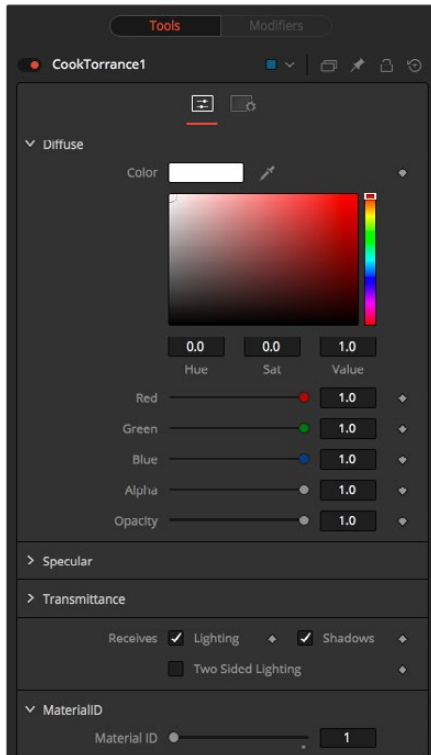 Tools Modifiers
CookTorrance1
Diffuse
Color
0.0 0.0 1.0
Hue Sat Value
Red 1.0
Green 1.0
Blue 1.0
Alpha 1.0
Opacity 1.0
Specular
Transmittance
Receives Lighting Shadows
Two Sided Lighting
MaterialID
Material ID 1